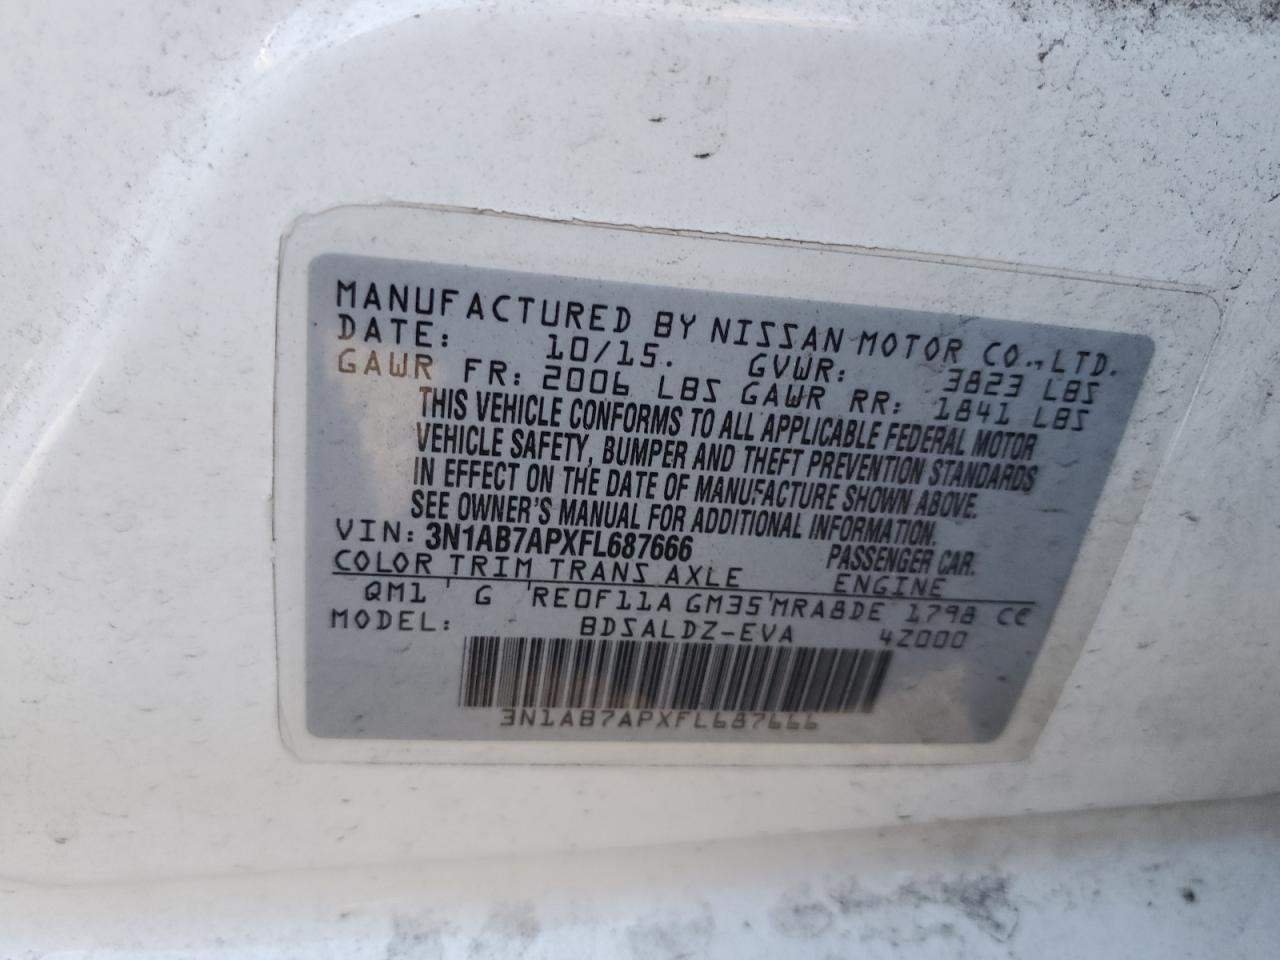 MANUFACTURED BY NISSAN MOTOR CO., LTD.
DATE: 10/15. GVWR: 3823 LBS
GAWR FR: 2006 LBS GAWR RR: 1841 LBS
THIS VEHICLE CONFORMS TO ALL APPLICABLE FEDERAL MOTOR
VEHICLE SAFETY, BUMPER AND THEFT PREVENTION STANDARDS
IN EFFECT ON THE DATE OF MANUFACTURE SHOWN ABOVE.
SEE OWNER'S MANUAL FOR ADDITIONAL INFORMATION.
VIN: 3N1AB7APXFL687666 PASSENGER CAR.
COLOR TRIM TRANS AXLE ENGINE
QM1 G RE0F11A GM35 MRA8DE 1798 CC
MODEL: BDSALDZ-EVA 4Z000
3N1AB7APXFL687666